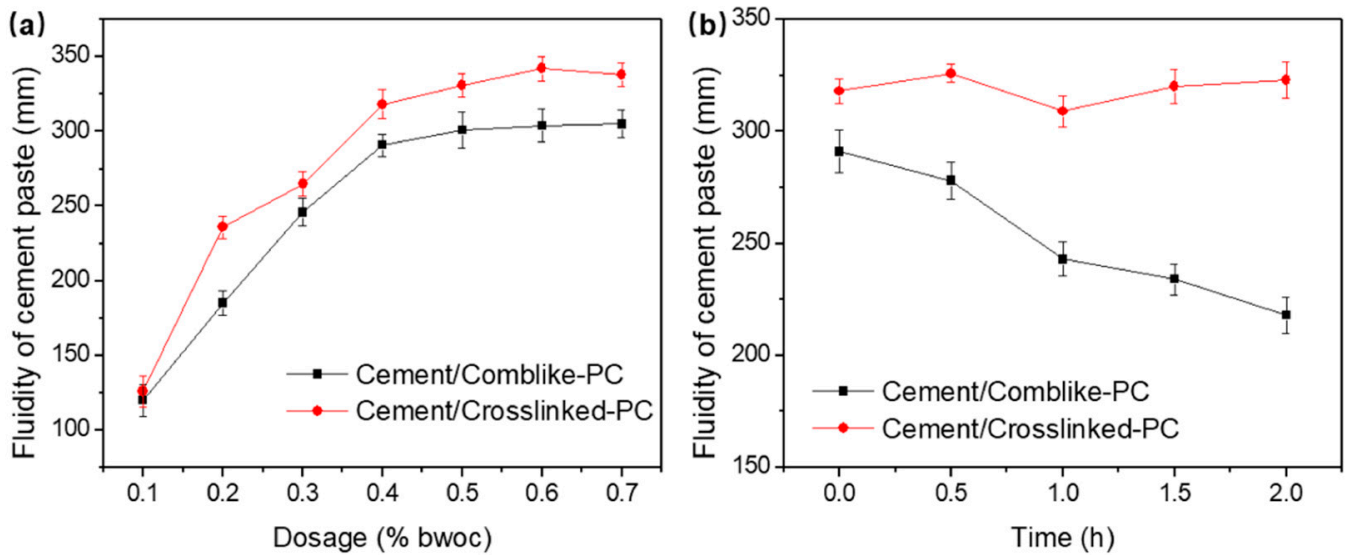 (a)
Fluidity of cement paste (mm)
350
300
250
200
150
100
Cement/Comblike-PC
Cement/Crosslinked-PC
0.1 0.2 0.3 0.4 0.5 0.6 0.7
Dosage (% bwoc)
(b)
Fluidity of cement paste (mm)
350
300
250
200
150
Cement/Comblike-PC
Cement/Crosslinked-PC
0.0 0.5 1.0 1.5 2.0
Time (h)